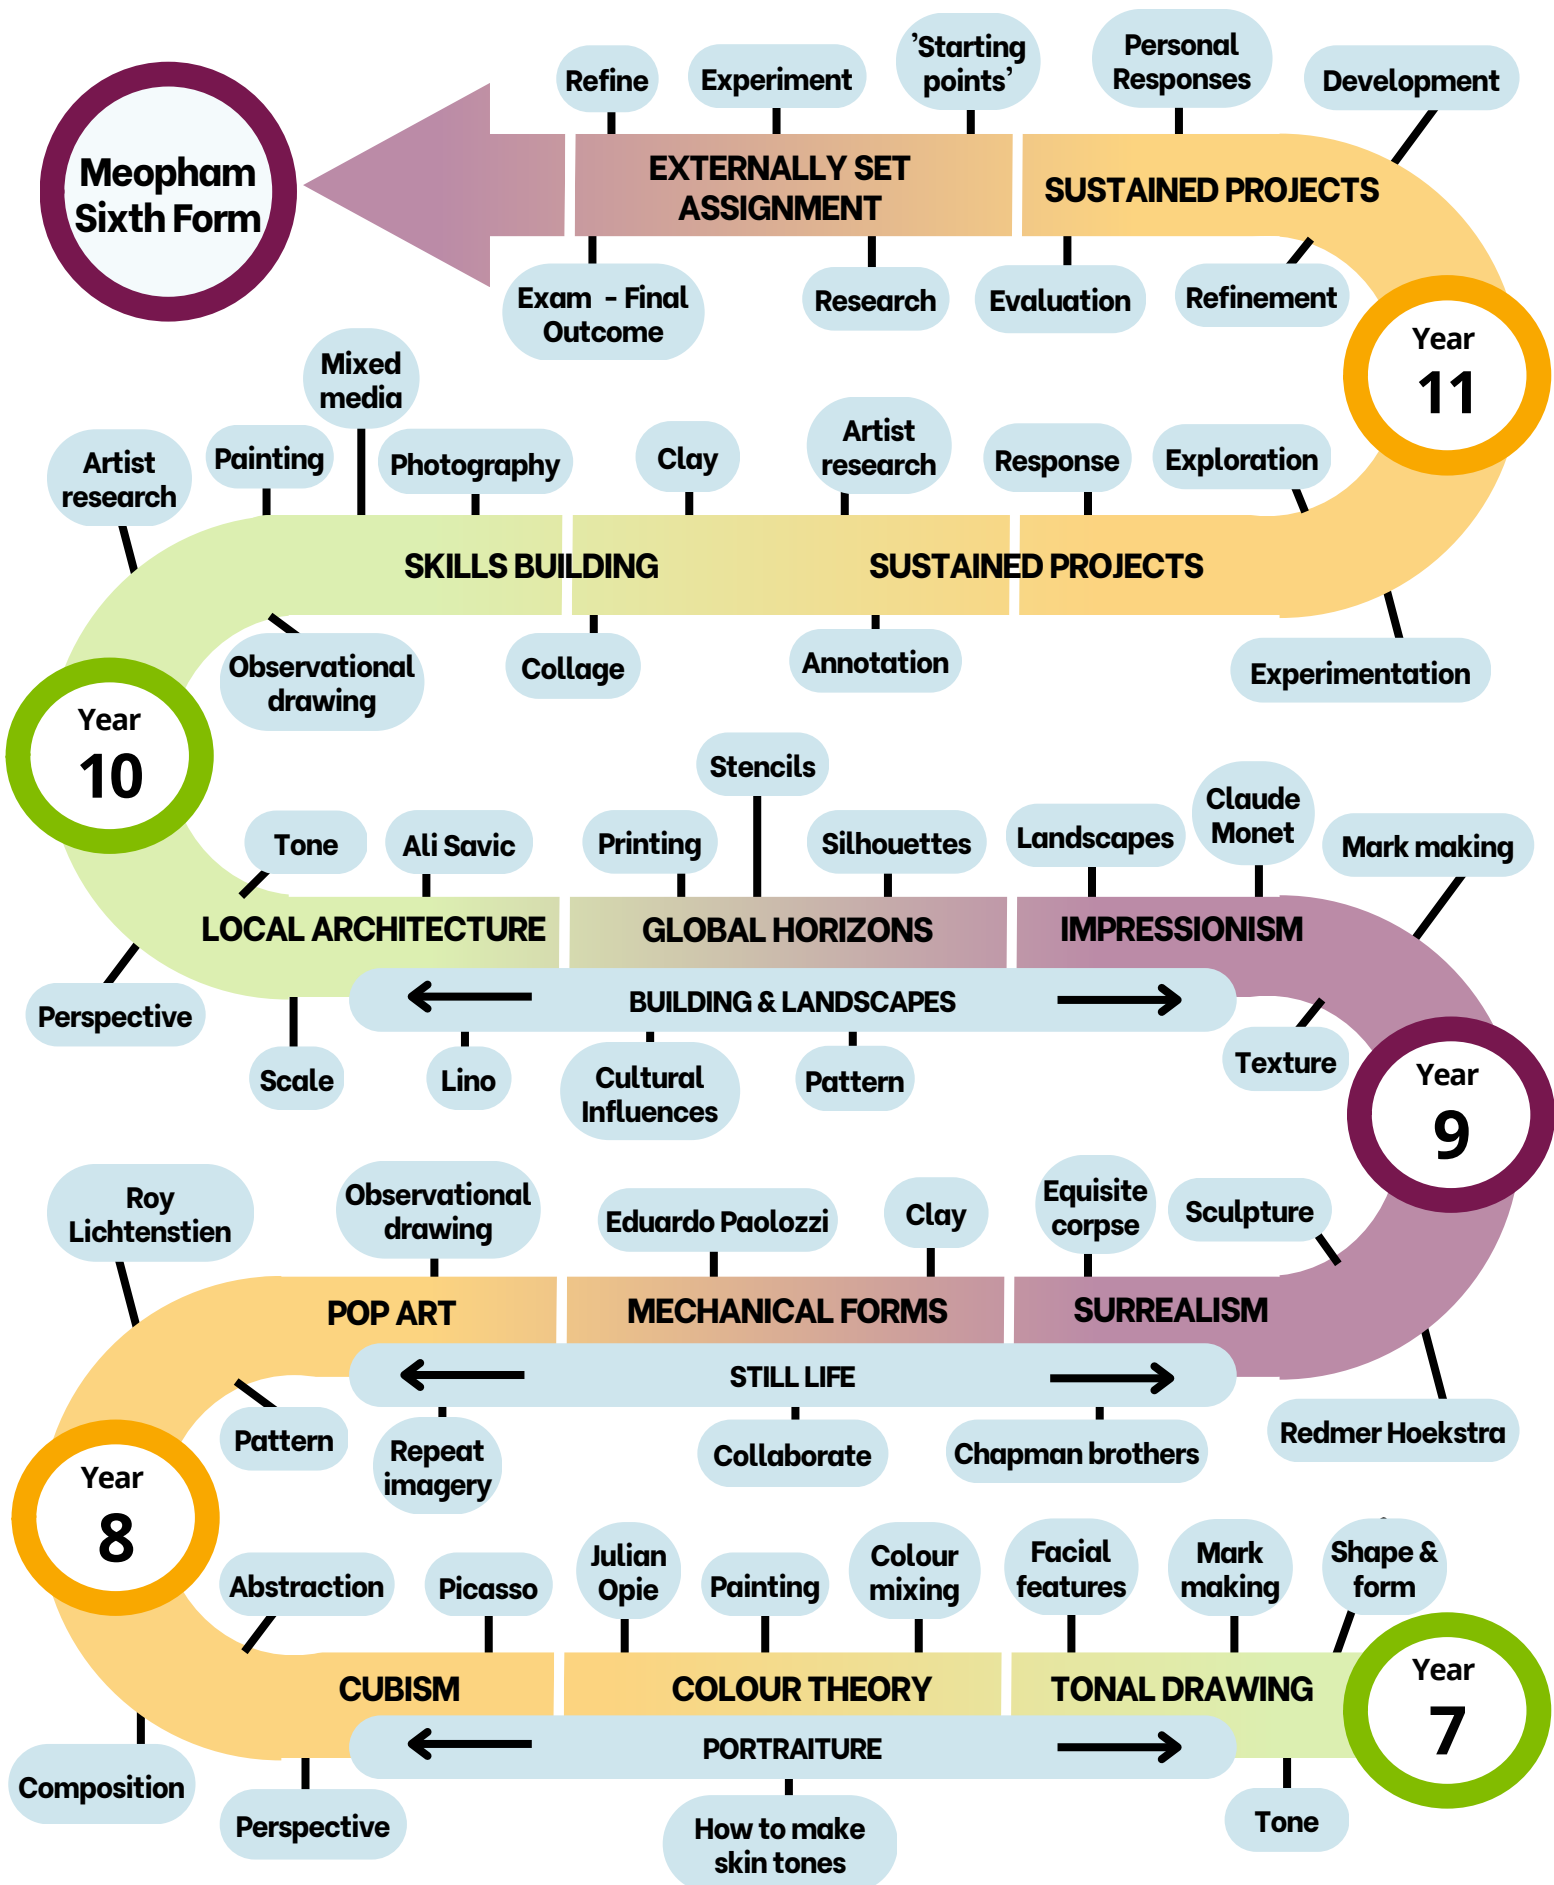 'Starting
points'
Personal
Responses
Refine
Experiment
Development
Meopham
Sixth Form
EXTERNALLY SET
ASSIGNMENT
SUSTAINED PROJECTS
Exam - Final
Outcome
Research
Evaluation
Refinement
Year
11
Mixed
media
Artist
research
Painting
Photography
Clay
Artist
research
Response
Exploration
SKILLS BUILDING
SUSTAINED PROJECTS
Observational
drawing
Collage
Annotation
Experimentation
Year
10
Stencils
Tone
Ali Savic
Printing
Silhouettes
Landscapes
Claude
Monet
Mark making
LOCAL ARCHITECTURE
GLOBAL HORIZONS
IMPRESSIONISM
BUILDING & LANDSCAPES
Perspective
Scale
Lino
Cultural
Influences
Pattern
Texture
Year
9
Roy
Lichtenstien
Observational
drawing
Eduardo Paolozzi
Clay
Equisite
corpse
Sculpture
POP ART
MECHANICAL FORMS
SURREALISM
STILL LIFE
Pattern
Repeat
imagery
Collaborate
Chapman brothers
Redmer Hoekstra
Year
8
Abstraction
Picasso
Julian
Opie
Painting
Colour
mixing
Facial
features
Mark
making
Shape &
form
CUBISM
COLOUR THEORY
TONAL DRAWING
Year
7
PORTRAITURE
Composition
Perspective
How to make
skin tones
Tone